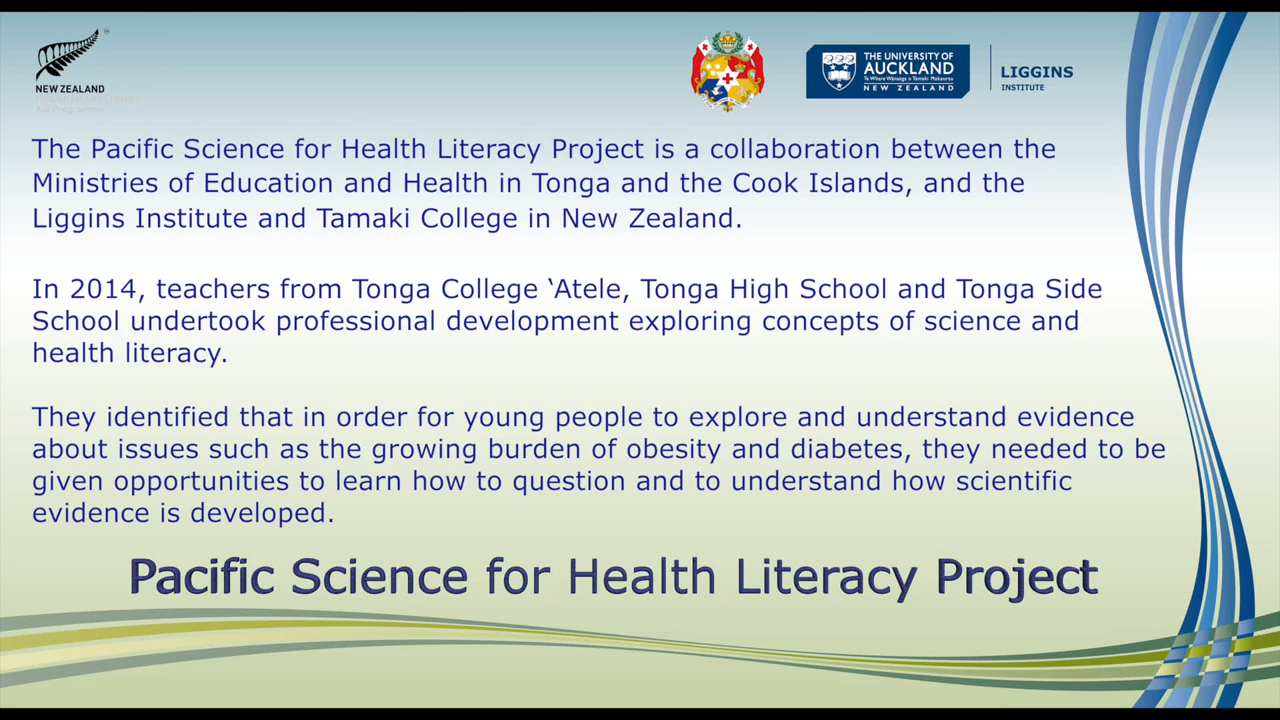 NEW ZEALAND
THE UNIVERSITY OF
AUCKLAND
Te Whare Wānanga o Tāmaki Makaurau
NEW ZEALAND
LIGGINS
INSTITUTE
The Pacific Science for Health Literacy Project is a collaboration between the
Ministries of Education and Health in Tonga and the Cook Islands, and the
Liggins Institute and Tamaki College in New Zealand.
In 2014, teachers from Tonga College ‘Atele, Tonga High School and Tonga Side
School undertook professional development exploring concepts of science and
health literacy.
They identified that in order for young people to explore and understand evidence
about issues such as the growing burden of obesity and diabetes, they needed to be
given opportunities to learn how to question and to understand how scientific
evidence is developed.
Pacific Science for Health Literacy Project